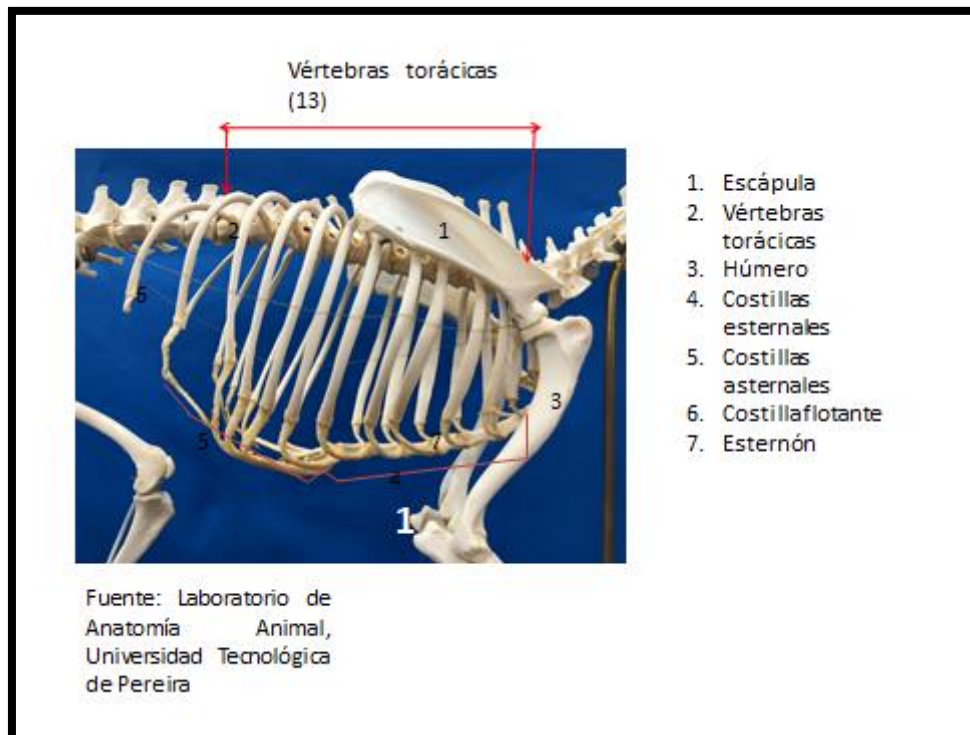 Vértebras torácicas
(13)
1. Escápula
2. Vértebras
torácicas
3. Húmero
4. Costillas
esternales
5. Costillas
asternales
6. Costillaflotante
7. Esternón
1
2
6
3
5
7
4
1
Fuente: Laboratorio de
Anatomía Animal,
Universidad Tecnológica
de Pereira